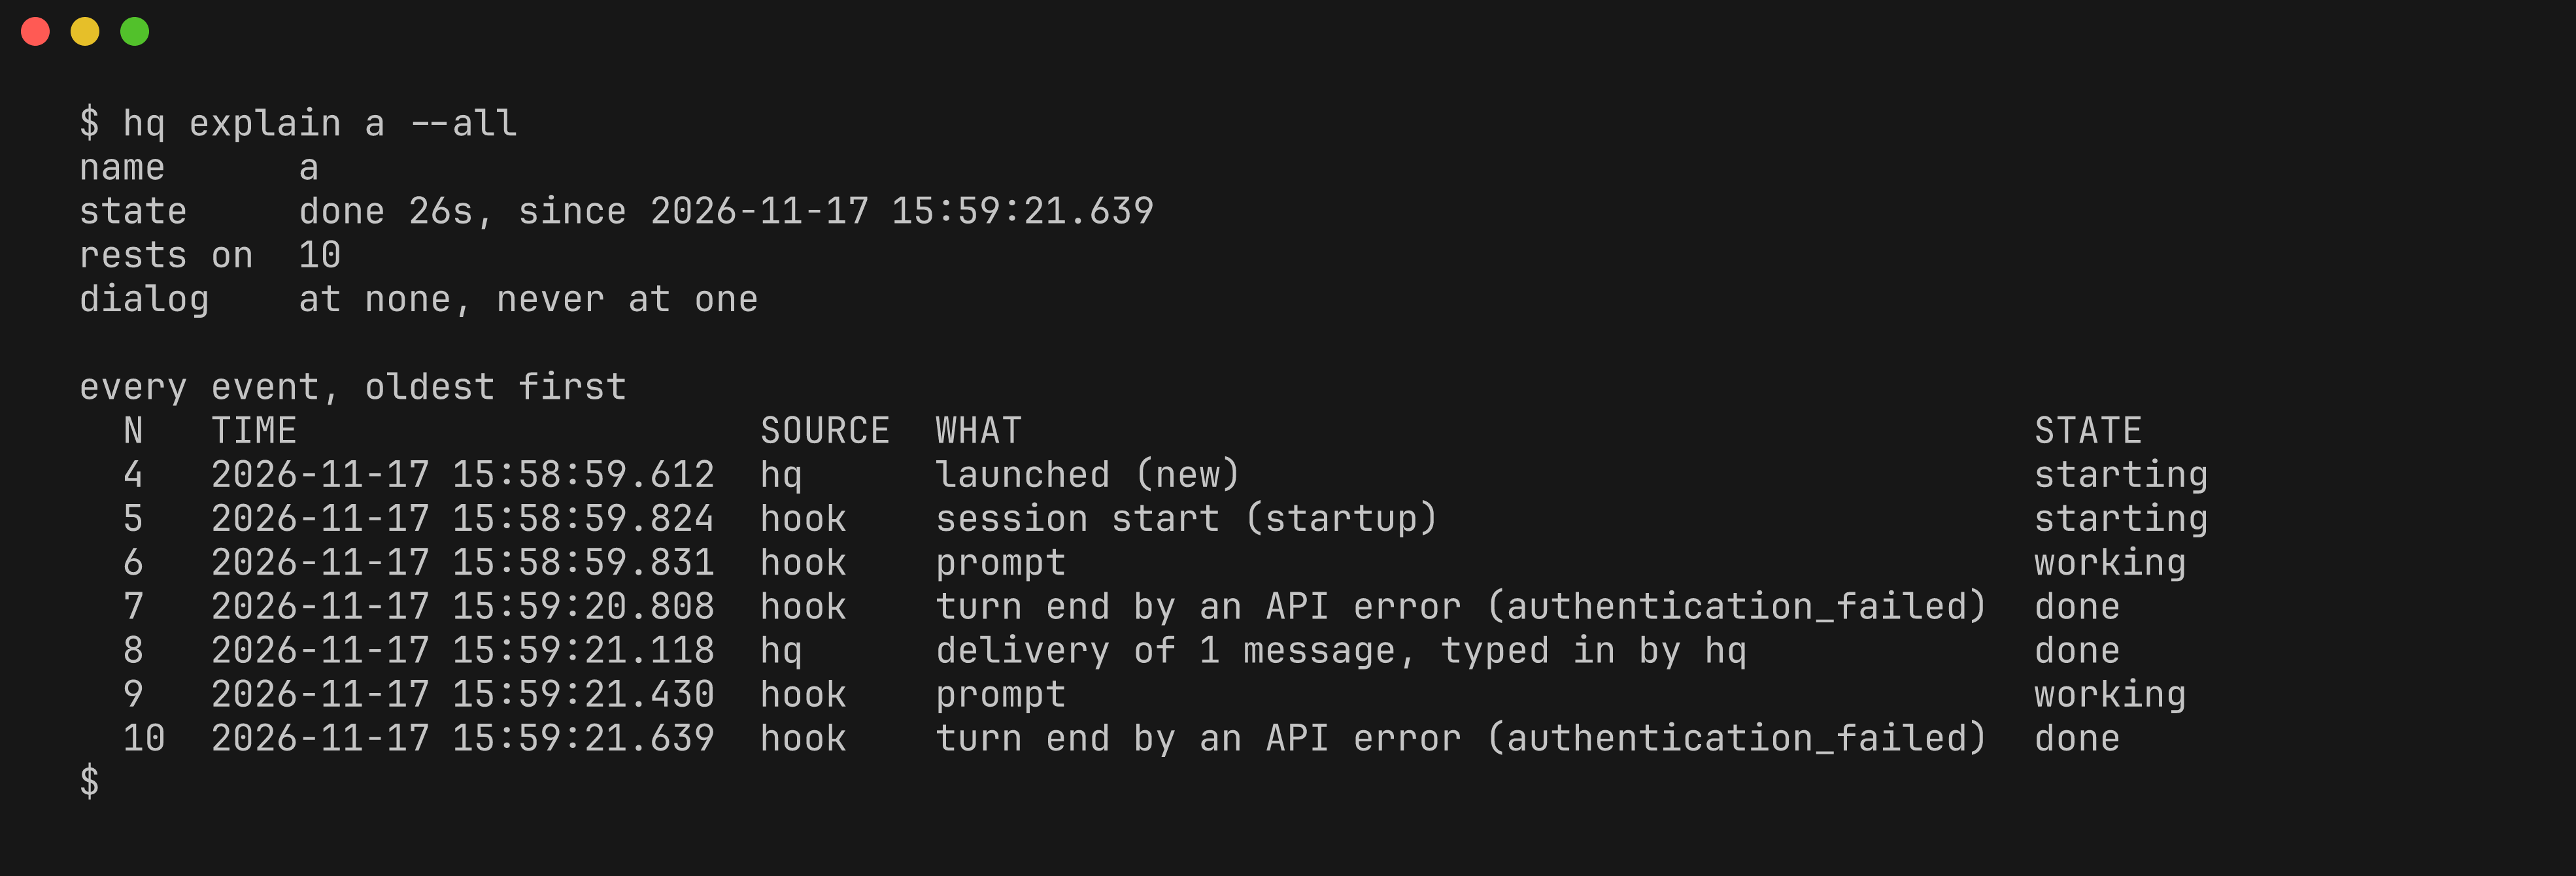 $ hq explain a --all
name      a
state     done 26s, since 2026-11-17 15:59:21.639
rests on  10
dialog    at none, never at one

every event, oldest first
  N   TIME                     SOURCE  WHAT                                              STATE
  4   2026-11-17 15:58:59.612  hq      launched (new)                                    starting
  5   2026-11-17 15:58:59.824  hook    session start (startup)                           starting
  6   2026-11-17 15:58:59.831  hook    prompt                                            working
  7   2026-11-17 15:59:20.808  hook    turn end by an API error (authentication_failed)  done
  8   2026-11-17 15:59:21.118  hq      delivery of 1 message, typed in by hq             done
  9   2026-11-17 15:59:21.430  hook    prompt                                            working
  10  2026-11-17 15:59:21.639  hook    turn end by an API error (authentication_failed)  done
$